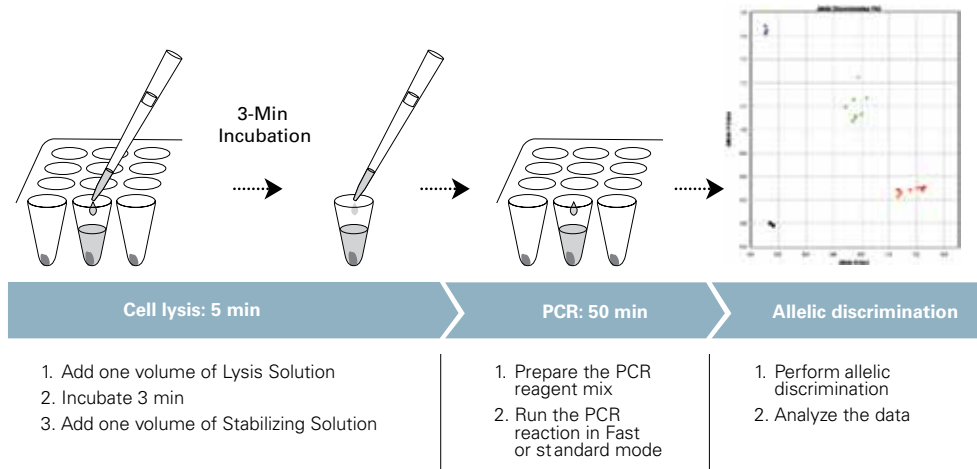 3-Min
Incubation
Cell lysis: 5 min
PCR: 50 min
Allelic discrimination
1. Add one volume of Lysis Solution
2. Incubate 3 min
3. Add one volume of Stabilizing Solution
1. Prepare the PCR
reagent mix
2. Run the PCR
reaction in Fast
or standard mode
1. Perform allelic
discrimination
2. Analyze the data